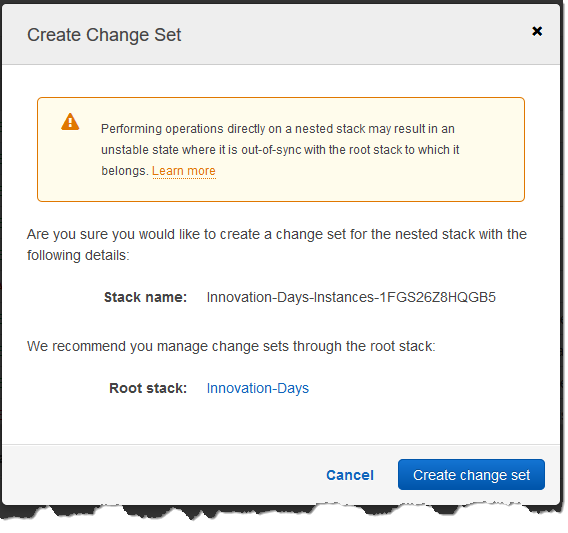 Create Change Set
Performing operations directly on a nested stack may result in an
unstable state where it is out-of-sync with the root stack to which it
belongs. Learn more
Are you sure you would like to create a change set for the nested stack with the
following details:
Stack name: Innovation-Days-Instances-1FGS26Z8HQGB5
We recommend you manage change sets through the root stack:
Root stack: Innovation-Days
Cancel Create change set